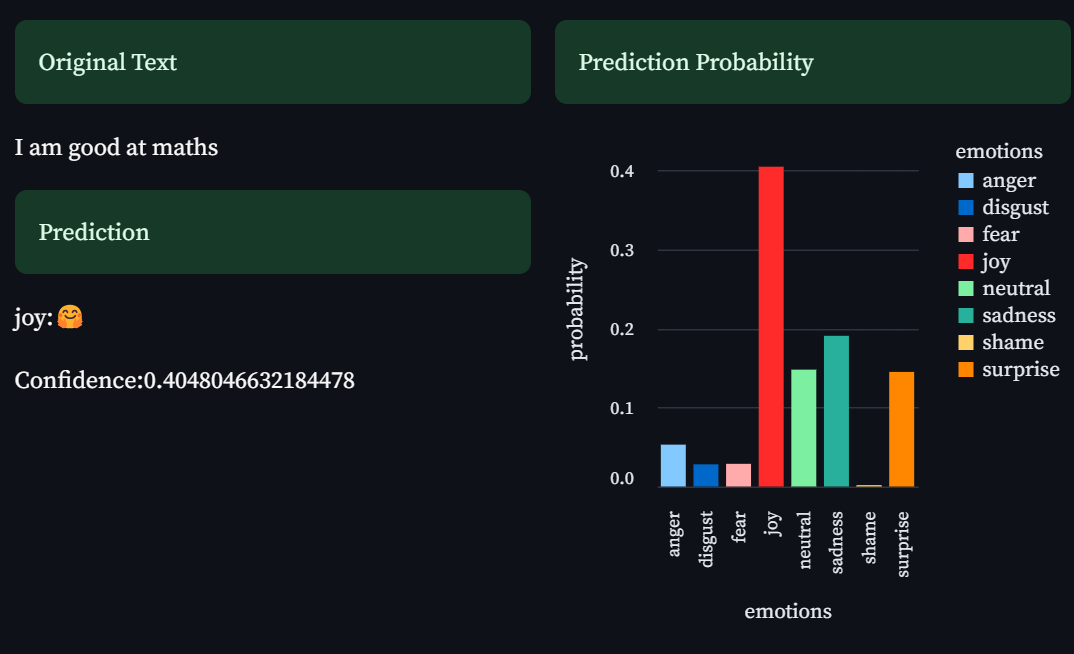 Original Text
I am good at maths
Prediction
joy:🤗
Confidence:0.4048046632184478
Prediction Probability
probability
0.4
0.3
0.2
0.1
0.0
anger
disgust
fear
joy
neutral
sadness
shame
surprise
emotions
emotions
anger
disgust
fear
joy
neutral
sadness
shame
surprise